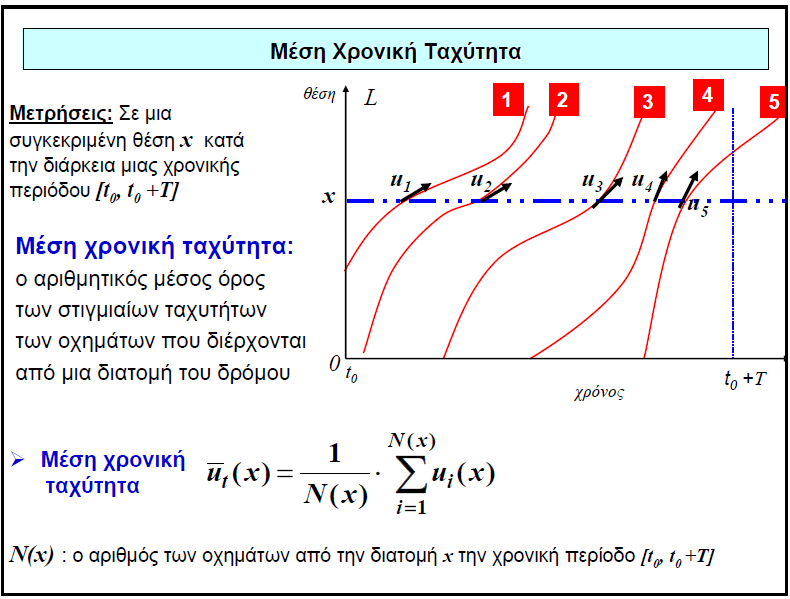 Μέση Χρονική Ταχύτητα
Μετρήσεις: Σε μια
συγκεκριμένη θέση x κατά
την διάρκεια μιας χρονικής
περιόδου [t₀, t₀ +T]
Μέση χρονική ταχύτητα:
ο αριθμητικός μέσος όρος
των στιγμιαίων ταχυτήτων
των οχημάτων που διέρχονται
από μια διατομή του δρόμου
θέση L
1 2 3 4 5
x
u₁ u₂ u₃ u₄ u₅
0 t₀
χρόνος
t₀ +T
➢ Μέση χρονική
ταχύτητα
u̅ₜ(x) = 1/N(x) · ∑_{i=1}^{N(x)} uᵢ(x)
N(x) : ο αριθμός των οχημάτων από την διατομή x την χρονική περίοδο [t₀, t₀ +T]